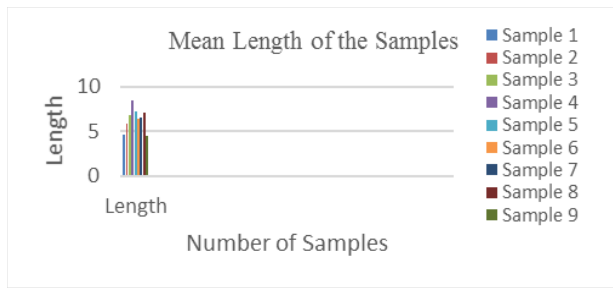 Mean Length of the Samples
Length
10
5
0
Length
Number of Samples
Sample 1
Sample 2
Sample 3
Sample 4
Sample 5
Sample 6
Sample 7
Sample 8
Sample 9